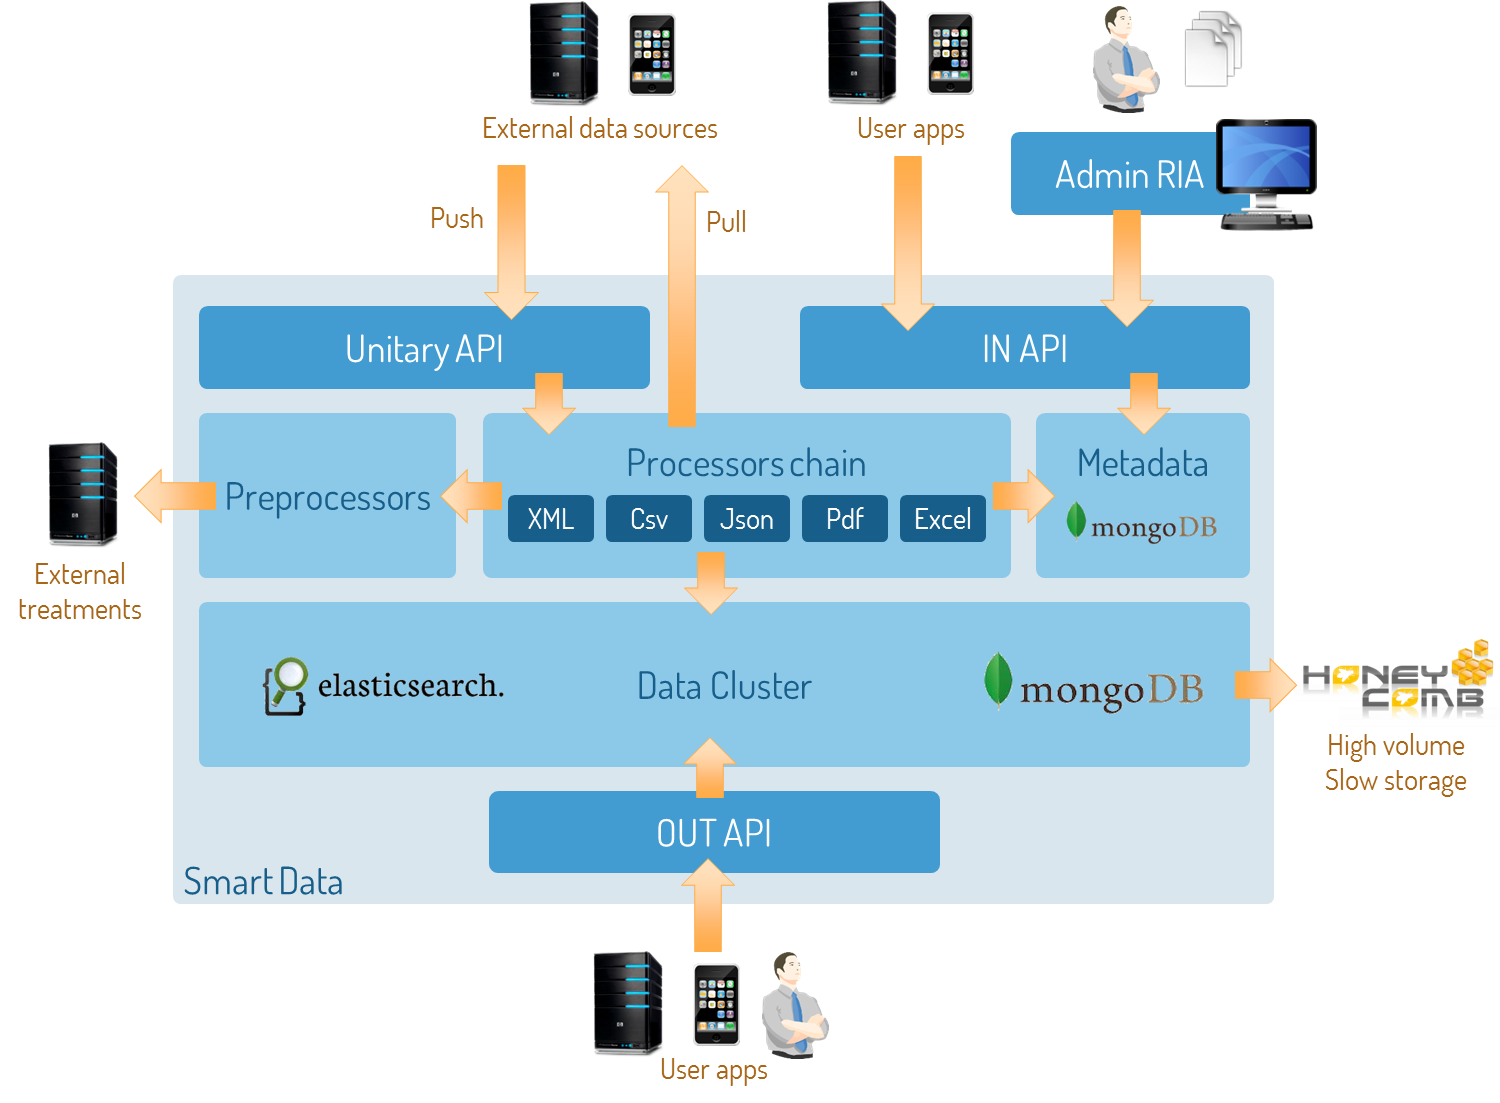 External data sources
User apps
Admin RIA
Push
Pull
Unitary API
IN API
Preprocessors
Processors chain
XML
Csv
Json
Pdf
Excel
Metadata
mongoDB
External
treatments
elasticsearch.
Data Cluster
mongoDB
HONEY
COMB
High volume
Slow storage
OUT API
Smart Data
User apps